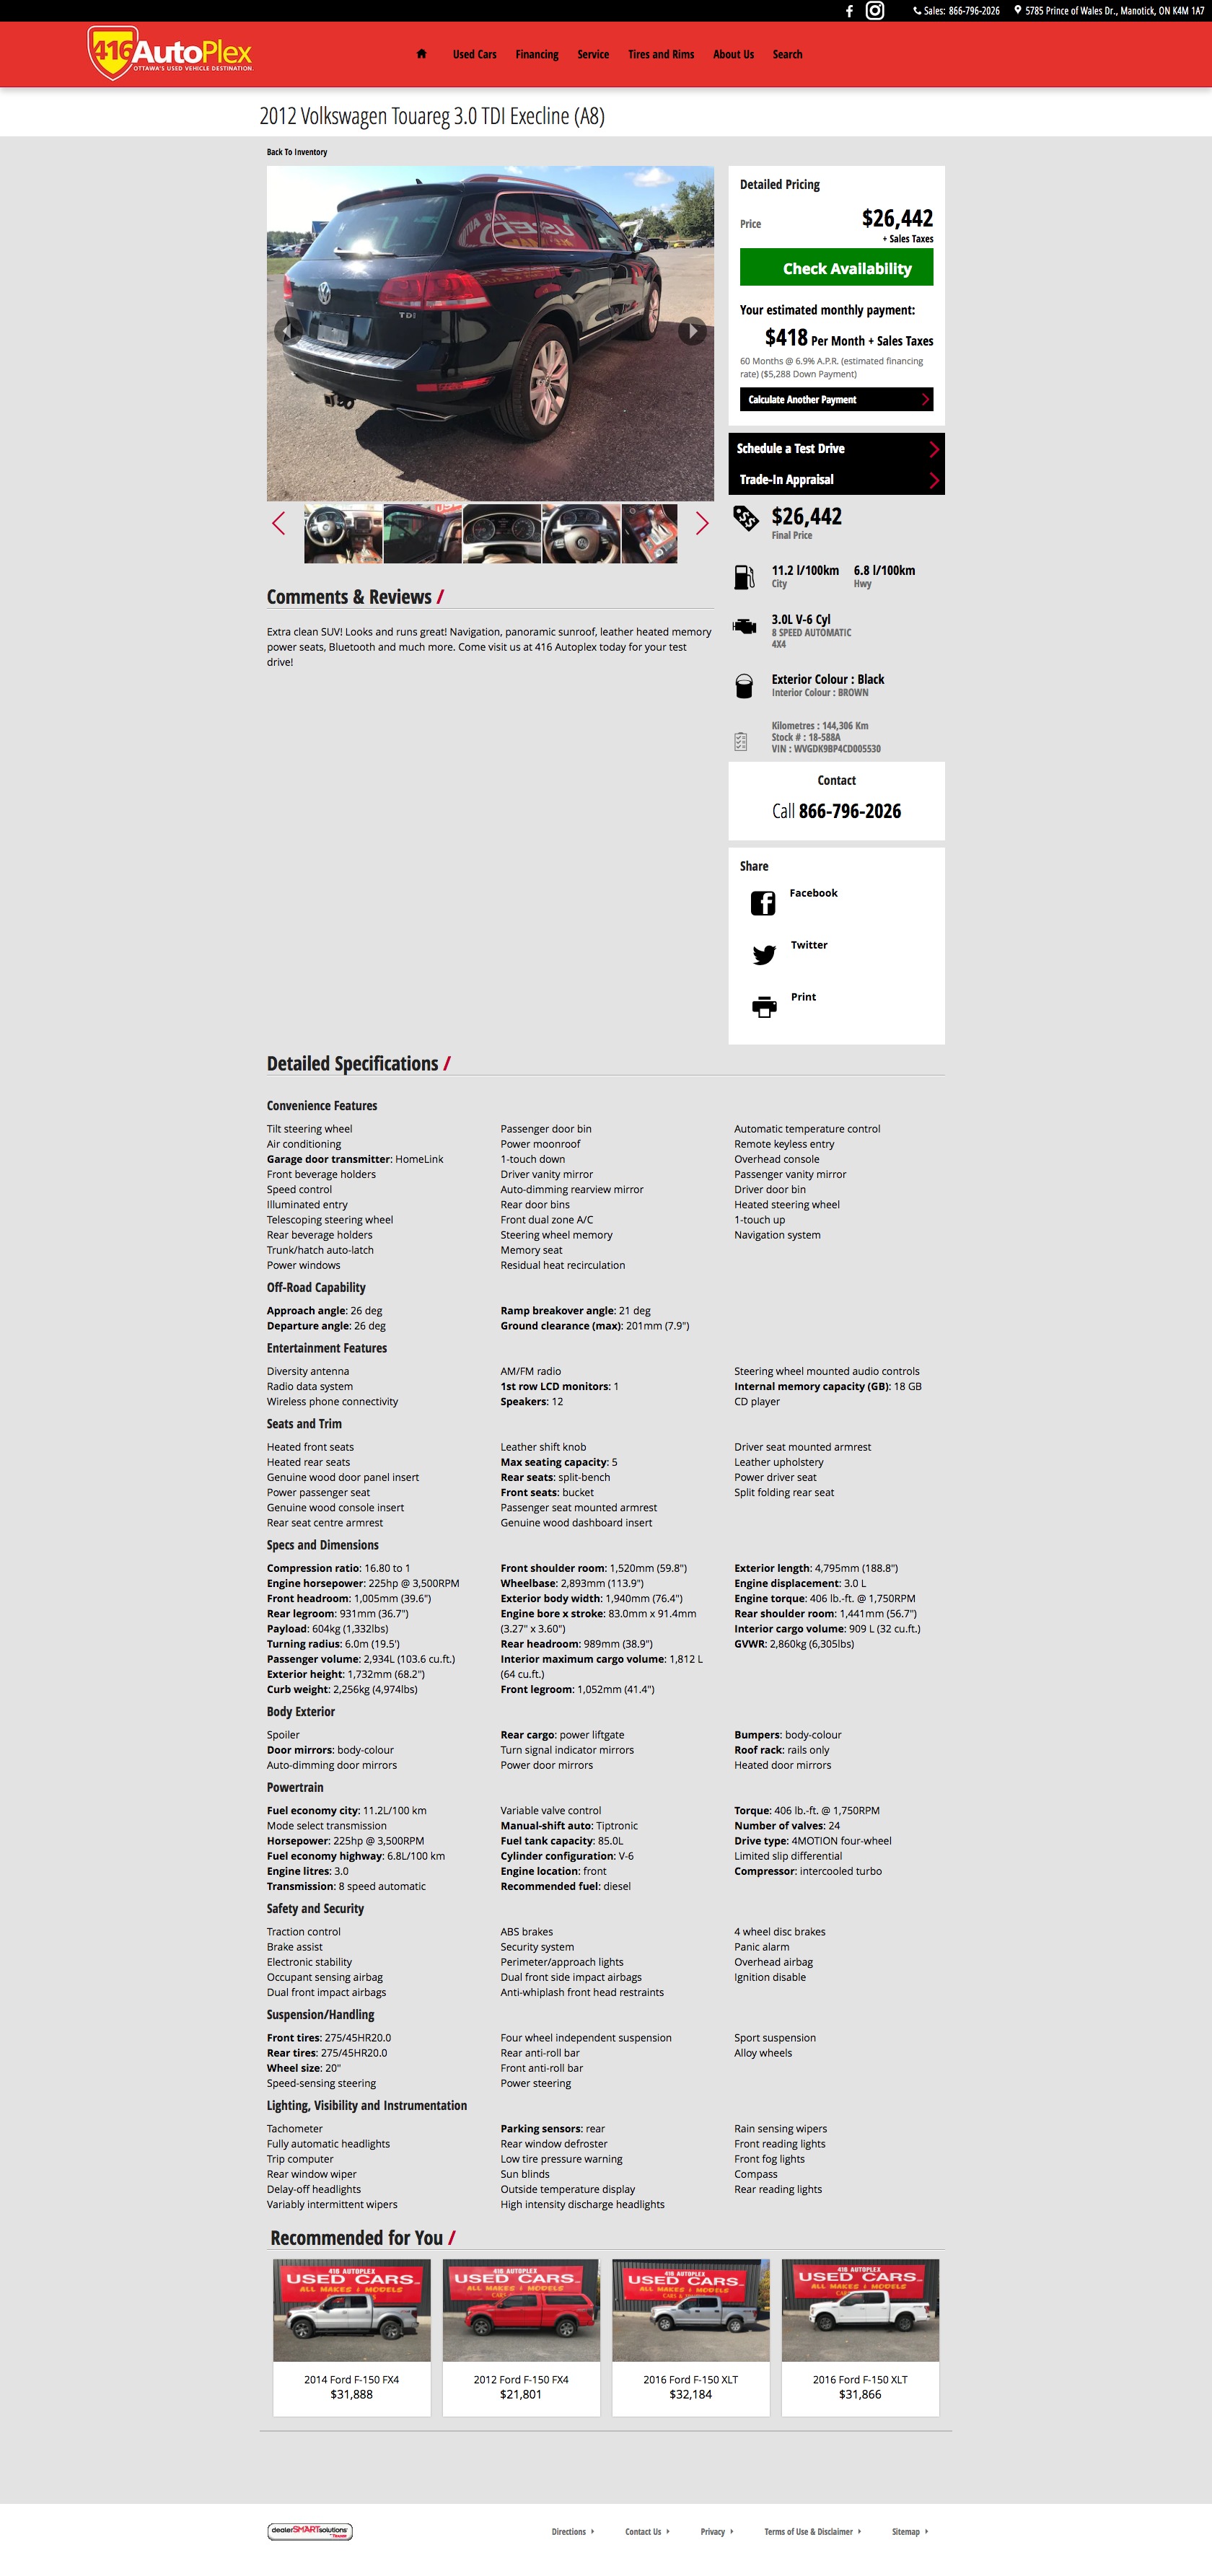 Sales: 866-796-2026
5785 Prince of Wales Dr., Manotick, ON K4M 1A7
416AutoPlex
OTTAWA'S USED VEHICLE DESTINATION.
Used Cars
Financing
Service
Tires and Rims
About Us
Search
2012 Volkswagen Touareg 3.0 TDI Execline (A8)
Back To Inventory
TDI
Detailed Pricing
Price
$26,442
+ Sales Taxes
Check Availability
Your estimated monthly payment:
$418 Per Month + Sales Taxes
60 Months @ 6.9% A.P.R. (estimated financing
rate) ($5,288 Down Payment)
Calculate Another Payment
Schedule a Test Drive
Trade-In Appraisal
$26,442
Final Price
11.2 l/100km
City
6.8 l/100km
Hwy
3.0L V-6 Cyl
8 SPEED AUTOMATIC
4X4
Exterior Colour : Black
Interior Colour : BROWN
Kilometres : 144,306 Km
Stock # : 18-588A
VIN : WVGDK9BP4CD005530
Contact
Call 866-796-2026
Share
Facebook
Twitter
Print
Comments & Reviews /
Extra clean SUV! Looks and runs great! Navigation, panoramic sunroof, leather heated memory
power seats, Bluetooth and much more. Come visit us at 416 Autoplex today for your test
drive!
Detailed Specifications /
Convenience Features
Tilt steering wheel
Air conditioning
Garage door transmitter: HomeLink
Front beverage holders
Speed control
Illuminated entry
Telescoping steering wheel
Rear beverage holders
Trunk/hatch auto-latch
Power windows
Passenger door bin
Power moonroof
1-touch down
Driver vanity mirror
Auto-dimming rearview mirror
Rear door bins
Front dual zone A/C
Steering wheel memory
Memory seat
Residual heat recirculation
Automatic temperature control
Remote keyless entry
Overhead console
Passenger vanity mirror
Driver door bin
Heated steering wheel
1-touch up
Navigation system
Off-Road Capability
Approach angle: 26 deg
Departure angle: 26 deg
Ramp breakover angle: 21 deg
Ground clearance (max): 201mm (7.9")
Entertainment Features
Diversity antenna
Radio data system
Wireless phone connectivity
AM/FM radio
1st row LCD monitors: 1
Speakers: 12
Steering wheel mounted audio controls
Internal memory capacity (GB): 18 GB
CD player
Seats and Trim
Heated front seats
Heated rear seats
Genuine wood door panel insert
Power passenger seat
Genuine wood console insert
Rear seat centre armrest
Leather shift knob
Max seating capacity: 5
Rear seats: split-bench
Front seats: bucket
Passenger seat mounted armrest
Genuine wood dashboard insert
Driver seat mounted armrest
Leather upholstery
Power driver seat
Split folding rear seat
Specs and Dimensions
Compression ratio: 16.80 to 1
Engine horsepower: 225hp @ 3,500RPM
Front headroom: 1,005mm (39.6")
Rear legroom: 931mm (36.7")
Payload: 604kg (1,332lbs)
Turning radius: 6.0m (19.5')
Passenger volume: 2,934L (103.6 cu.ft.)
Exterior height: 1,732mm (68.2")
Curb weight: 2,256kg (4,974lbs)
Front shoulder room: 1,520mm (59.8")
Wheelbase: 2,893mm (113.9")
Exterior body width: 1,940mm (76.4")
Engine bore x stroke: 83.0mm x 91.4mm
(3.27" x 3.60")
Rear headroom: 989mm (38.9")
Interior maximum cargo volume: 1,812 L
(64 cu.ft.)
Front legroom: 1,052mm (41.4")
Exterior length: 4,795mm (188.8")
Engine displacement: 3.0 L
Engine torque: 406 lb.-ft. @ 1,750RPM
Rear shoulder room: 1,441mm (56.7")
Interior cargo volume: 909 L (32 cu.ft.)
GVWR: 2,860kg (6,305lbs)
Body Exterior
Spoiler
Door mirrors: body-colour
Auto-dimming door mirrors
Rear cargo: power liftgate
Turn signal indicator mirrors
Power door mirrors
Bumpers: body-colour
Roof rack: rails only
Heated door mirrors
Powertrain
Fuel economy city: 11.2L/100 km
Mode select transmission
Horsepower: 225hp @ 3,500RPM
Fuel economy highway: 6.8L/100 km
Engine litres: 3.0
Transmission: 8 speed automatic
Variable valve control
Manual-shift auto: Tiptronic
Fuel tank capacity: 85.0L
Cylinder configuration: V-6
Engine location: front
Recommended fuel: diesel
Torque: 406 lb.-ft. @ 1,750RPM
Number of valves: 24
Drive type: 4MOTION four-wheel
Limited slip differential
Compressor: intercooled turbo
Safety and Security
Traction control
Brake assist
Electronic stability
Occupant sensing airbag
Dual front impact airbags
ABS brakes
Security system
Perimeter/approach lights
Dual front side impact airbags
Anti-whiplash front head restraints
4 wheel disc brakes
Panic alarm
Overhead airbag
Ignition disable
Suspension/Handling
Front tires: 275/45HR20.0
Rear tires: 275/45HR20.0
Wheel size: 20"
Speed-sensing steering
Four wheel independent suspension
Rear anti-roll bar
Front anti-roll bar
Power steering
Sport suspension
Alloy wheels
Lighting, Visibility and Instrumentation
Tachometer
Fully automatic headlights
Trip computer
Rear window wiper
Delay-off headlights
Variably intermittent wipers
Parking sensors: rear
Rear window defroster
Low tire pressure warning
Sun blinds
Outside temperature display
High intensity discharge headlights
Rain sensing wipers
Front reading lights
Front fog lights
Compass
Rear reading lights
Recommended for You /
USED CARS
ALL MAKES & MODELS
2014 Ford F-150 FX4
$31,888
416 AUTOPLEX
USED CARS
ALL MAKES & MODELS
2012 Ford F-150 FX4
$21,801
416 AUTOPLEX
USED CARS
ALL MAKES & MODELS
2016 Ford F-150 XLT
$32,184
416 AUTOPLEX
USED CARS
ALL MAKES & MODELS
2016 Ford F-150 XLT
$31,866
dealerSMARTsolutions
Directions
Contact Us
Privacy
Terms of Use & Disclaimer
Sitemap